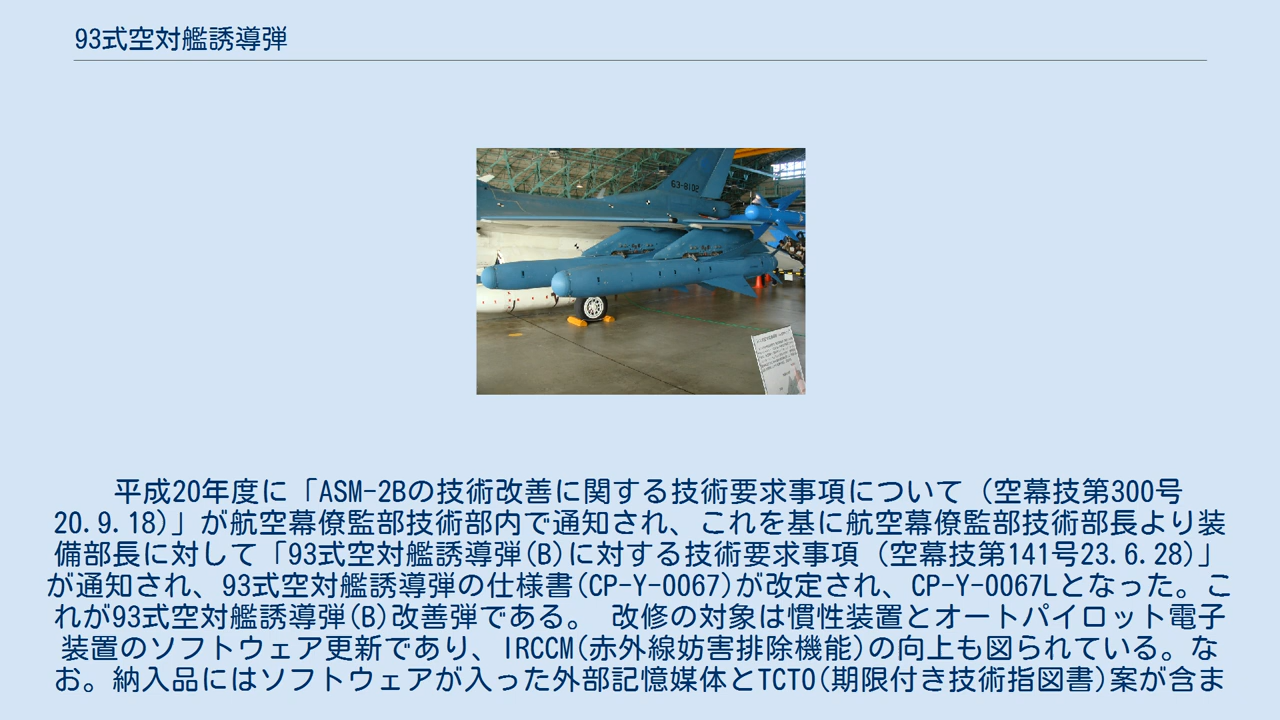 93式空対艦誘導弾
63-8102
平成20年度に「ASM-2Bの技術改善に関する技術要求事項について（空幕技第300号
20.9.18)」が航空幕僚監部技術部内で通知され、これを基に航空幕僚監部技術部長より装
備部長に対して「93式空対艦誘導弾(B)に対する技術要求事項（空幕技第141号23.6.28)」
が通知され、93式空対艦誘導弾の仕様書(CP-Y-0067)が改定され、CP-Y-0067Lとなった。こ
れが93式空対艦誘導弾(B)改善弾である。 改修の対象は慣性装置とオートパイロット電子
装置のソフトウェア更新であり、IRCCM(赤外線妨害排除機能)の向上も図られている。な
お。納入品にはソフトウェアが入った外部記憶媒体とTCTO(期限付き技術指図書)案が含ま